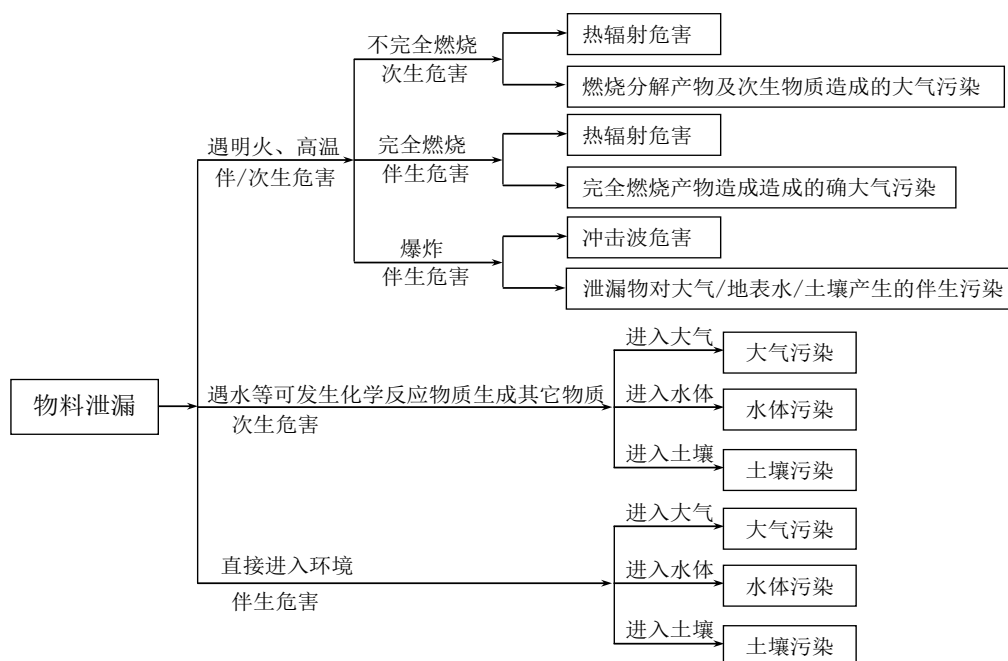 不完全燃烧
次生危害
热辐射危害
燃烧分解产物及次生物质造成的大气污染
遇明火、高温
伴/次生危害
完全燃烧
伴生危害
热辐射危害
完全燃烧产物造成造成的确大气污染
爆炸
伴生危害
冲击波危害
泄漏物对大气/地表水/土壤产生的伴生污染
物料泄漏
遇水等可发生化学反应物质生成其它物质
次生危害
进入大气
大气污染
进入水体
水体污染
进入土壤
土壤污染
直接进入环境
伴生危害
进入大气
大气污染
进入水体
水体污染
进入土壤
土壤污染